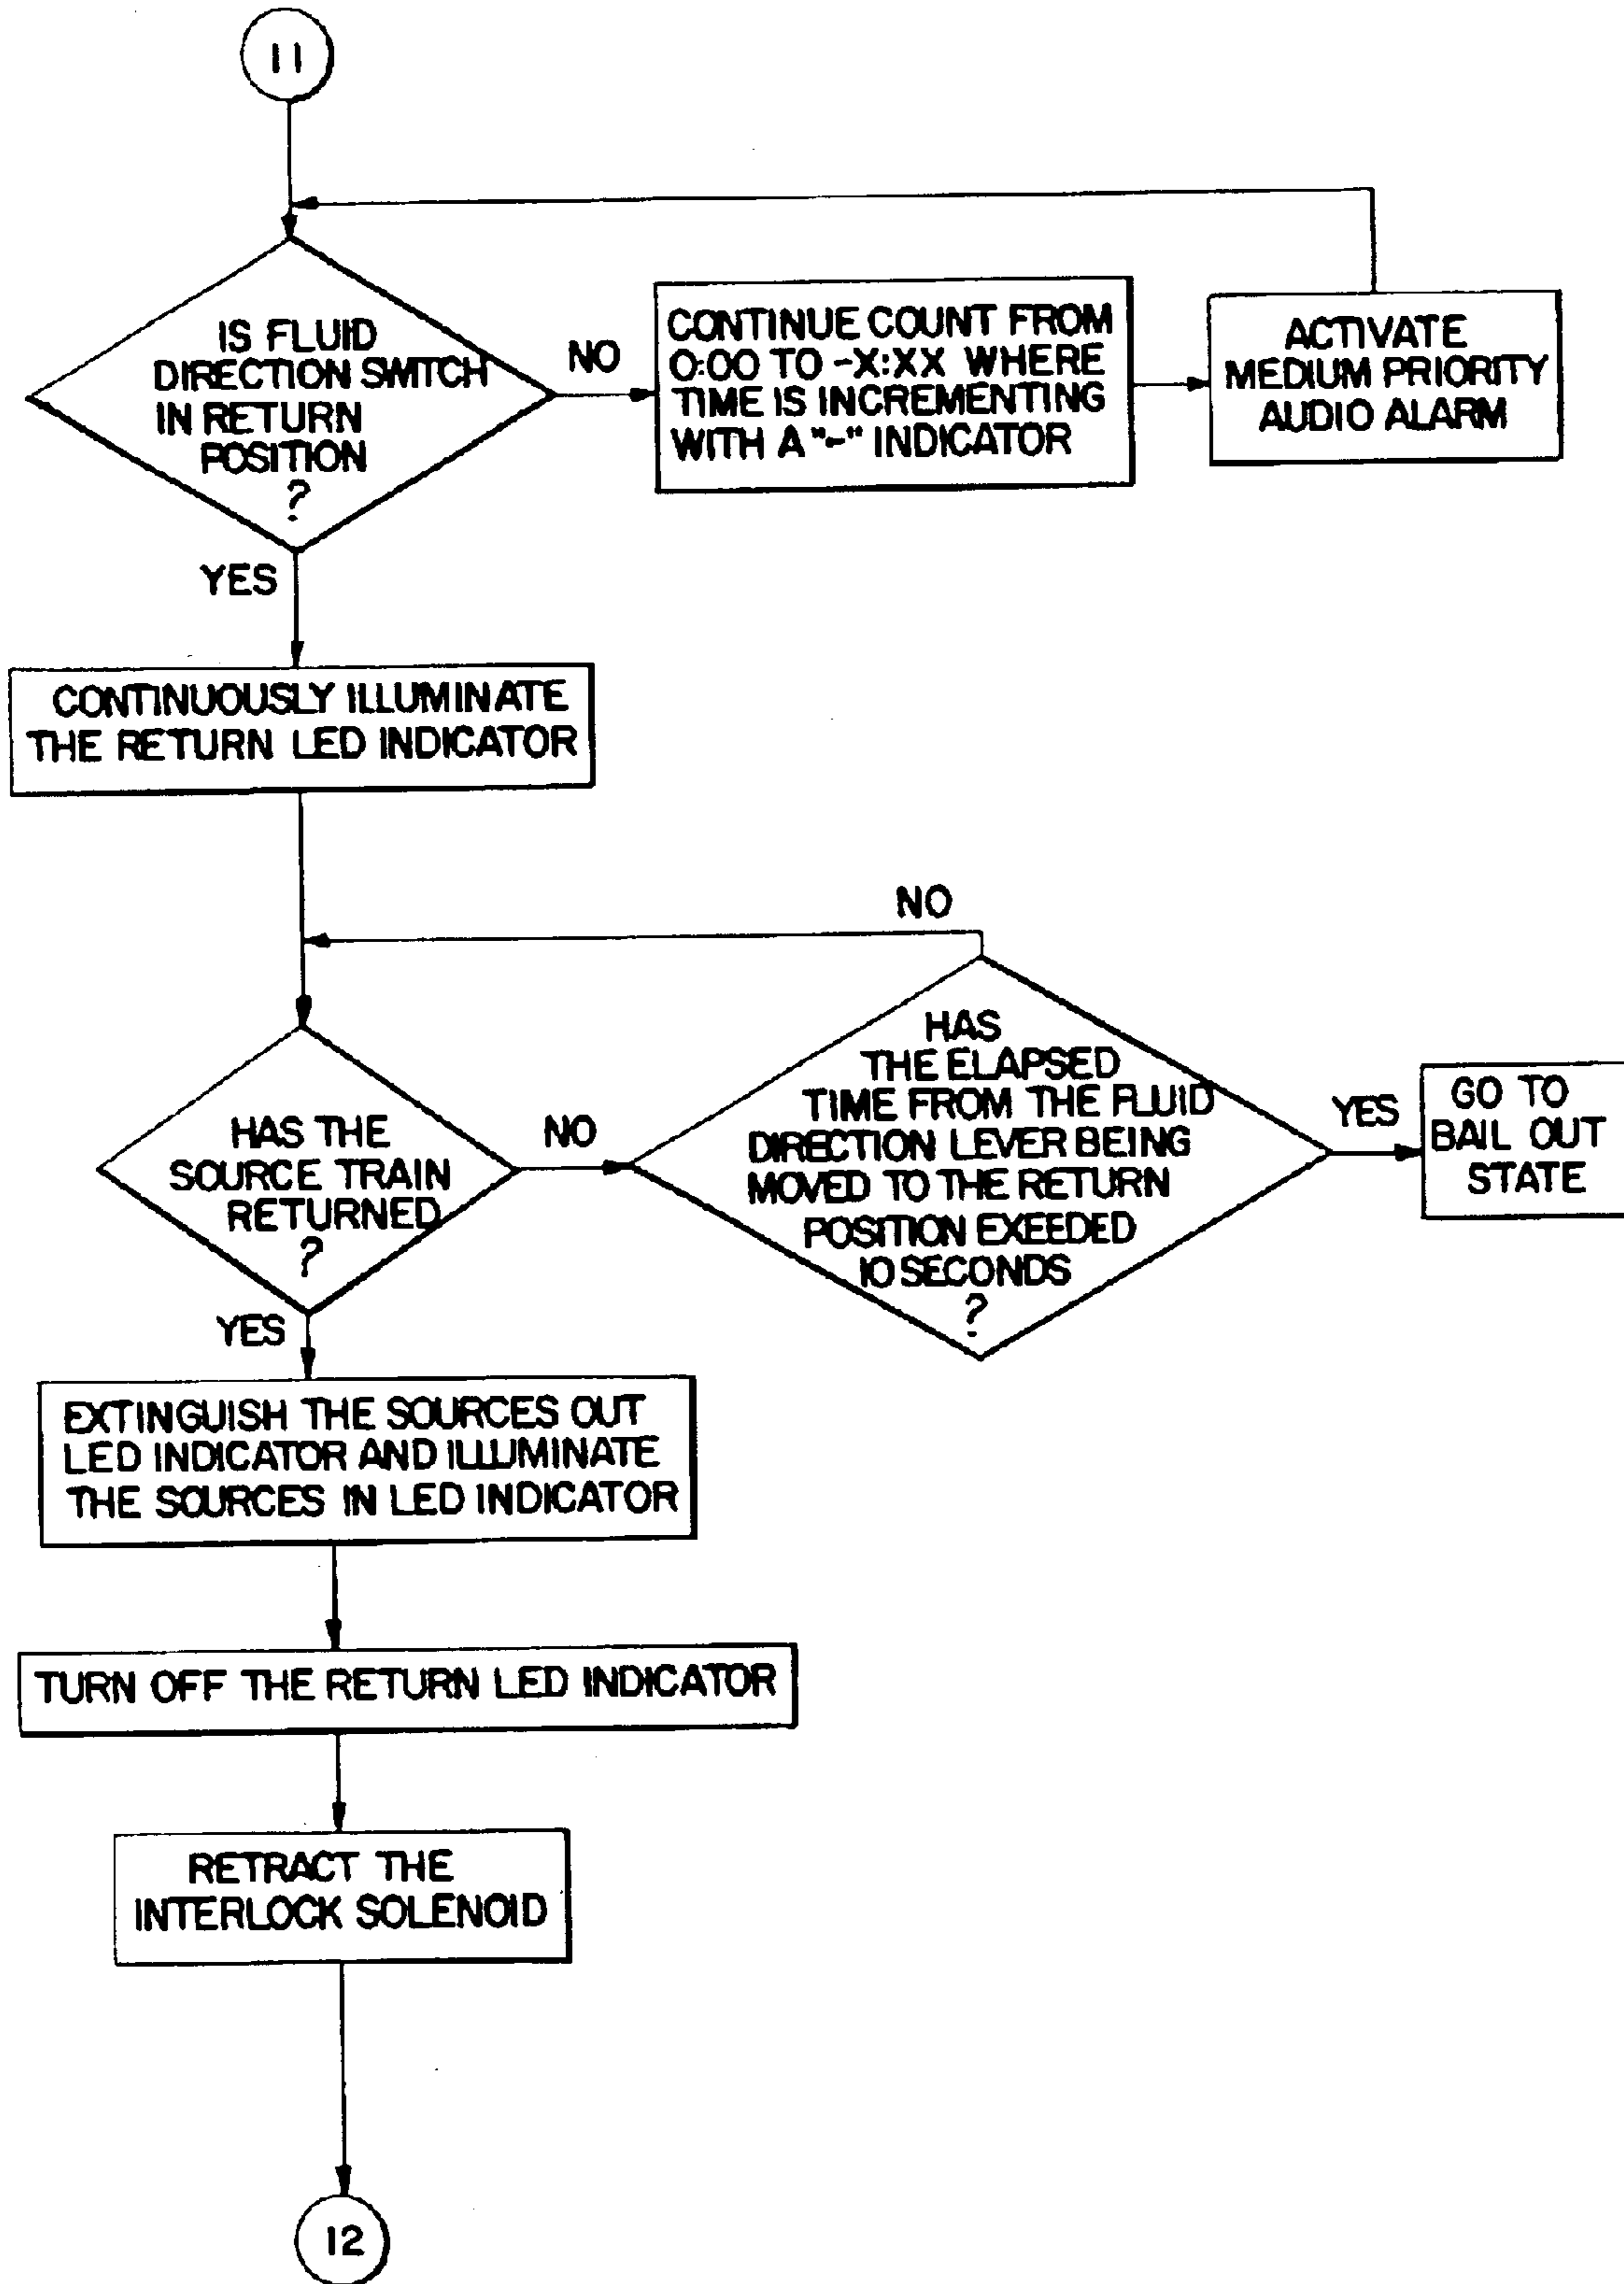 11
IS FLUID
DIRECTION SWITCH
IN RETURN
POSITION
?
NO
CONTINUE COUNT FROM
0:00 TO -X:XX WHERE
TIME IS INCREMENTING
WITH A "-" INDICATOR
ACTIVATE
MEDIUM PRIORITY
AUDIO ALARM
YES
CONTINUOUSLY ILLUMINATE
THE RETURN LED INDICATOR
NO
HAS THE
SOURCE TRAIN
RETURNED
?
NO
HAS
THE ELAPSED
TIME FROM THE FLUID
DIRECTION LEVER BEING
MOVED TO THE RETURN
POSITION EXEEDED
10 SECONDS
?
YES
GO TO
BAIL OUT
STATE
YES
EXTINGUISH THE SOURCES OUT
LED INDICATOR AND ILLUMINATE
THE SOURCES IN LED INDICATOR
TURN OFF THE RETURN LED INDICATOR
RETRACT THE
INTERLOCK SOLENOID
12